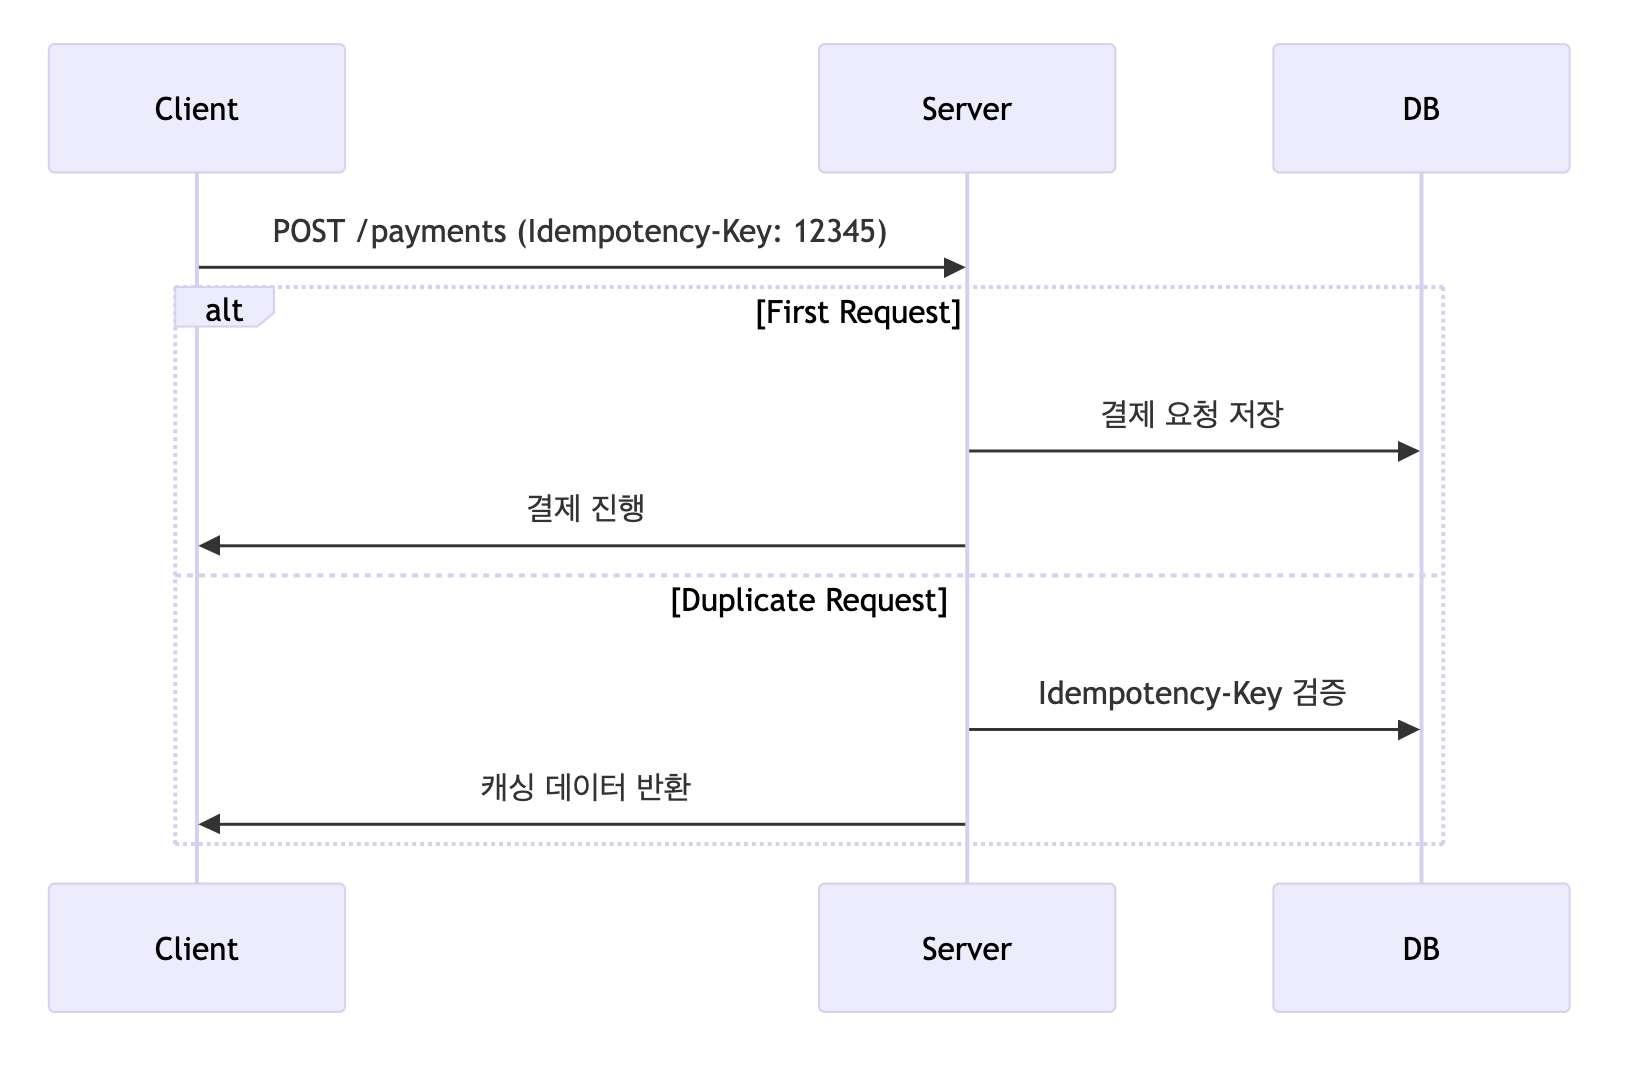 Client
Server
DB
POST /payments (Idempotency-Key: 12345)
alt
[First Request]
결제 요청 저장
결제 진행
[Duplicate Request]
Idempotency-Key 검증
캐싱 데이터 반환
Client
Server
DB